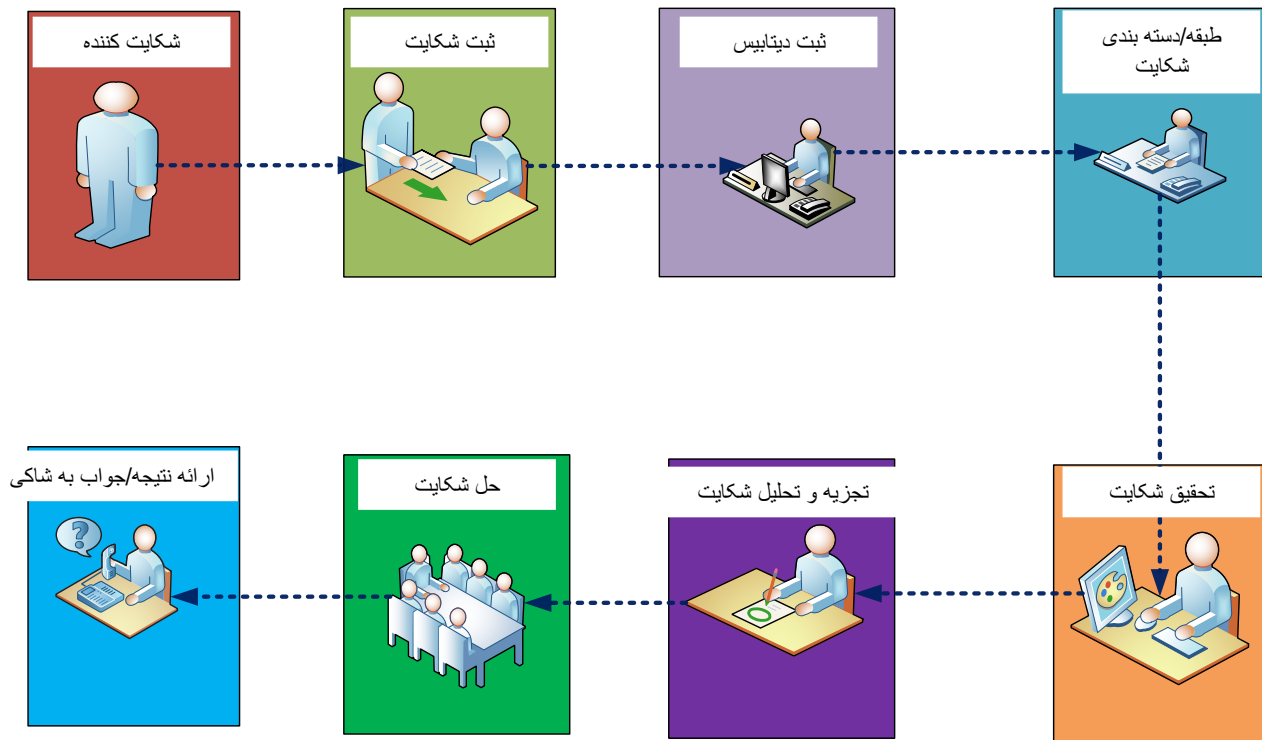 شکایت کننده
ثبت شکایت
ثبت دیتابیس
طبقه/دسته بندی
شکایت
تحقیق شکایت
تجزیه و تحلیل شکایت
حل شکایت
ارائه نتیجه/جواب به شاکی
?